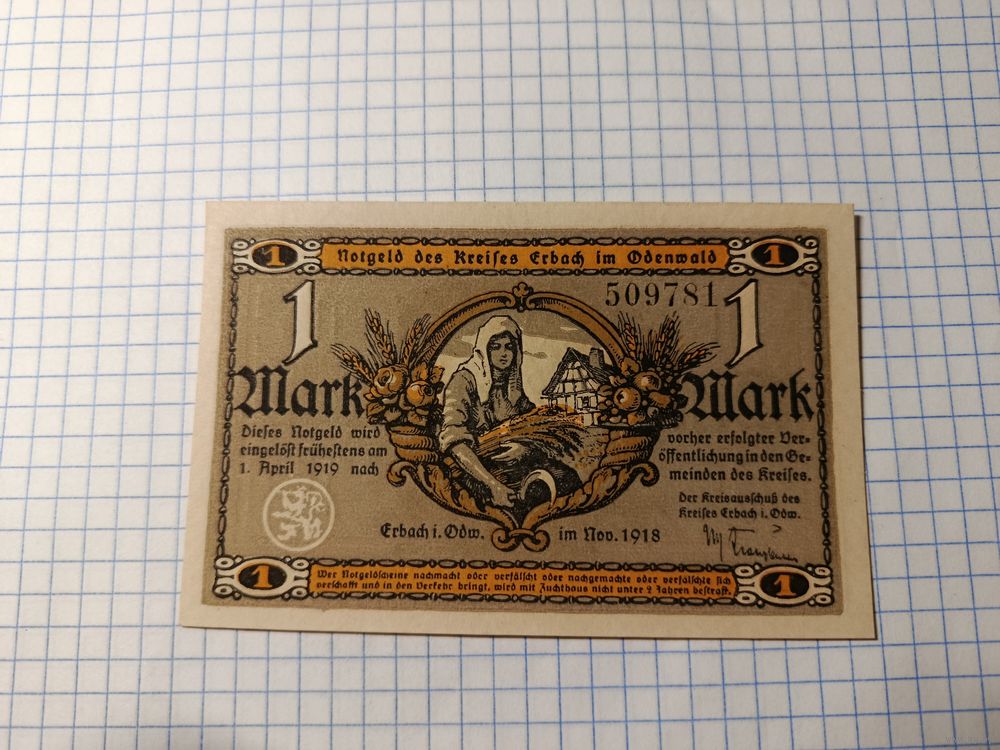 1 Notgeld des Kreises Erbach im Odenwald 1
509781
1 1
Mark Mark
Dieses Notgeld wird
eingelöst frühestens am
1. April 1919 nach
vorher erfolgter Ver-
öffentlichung in den Ge-
meinden des Kreises.
Der Kreisausschuß des
Kreises Erbach i. Odw.
Erbach i. Odw. im Nov. 1918
1 Wer Notgeldscheine nachmacht oder verfälscht oder nachgemachte oder verfälschte sich 1
verschafft und in den Verkehr bringt, wird mit Zuchthaus nicht unter 2 Jahren bestraft.